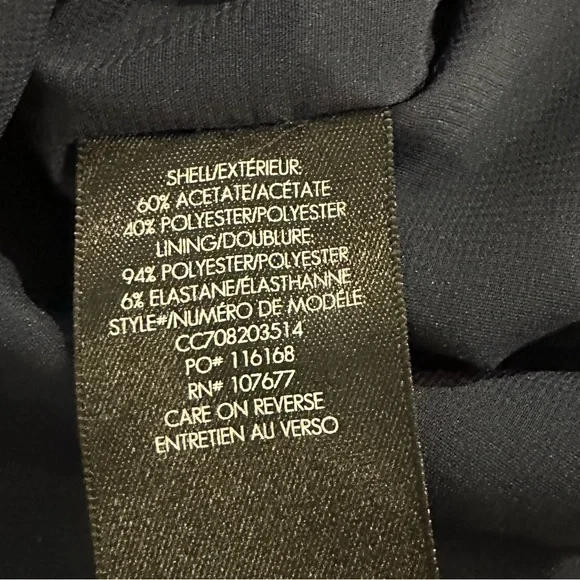 SHELL/EXTÉRIEUR:
60% ACETATE/ACÉTATE
40% POLYESTER/POLYESTER
LINING/DOUBLURE:
94% POLYESTER/POLYESTER
6% ELASTANE/ÉLASTHANNE
STYLE#/NUMÉRO DE MODÉLE:
CC708203514
PO# 116168
RN# 107677
CARE ON REVERSE
ENTRETIEN AU VERSO